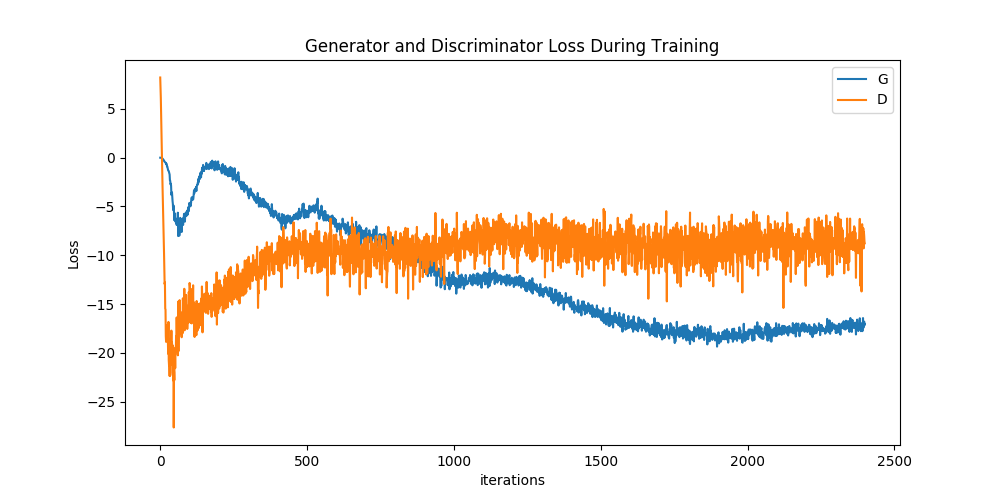 Generator and Discriminator Loss During Training
G
D
5
0
−5
−10
−15
−20
−25
Loss
0 500 1000 1500 2000 2500
iterations